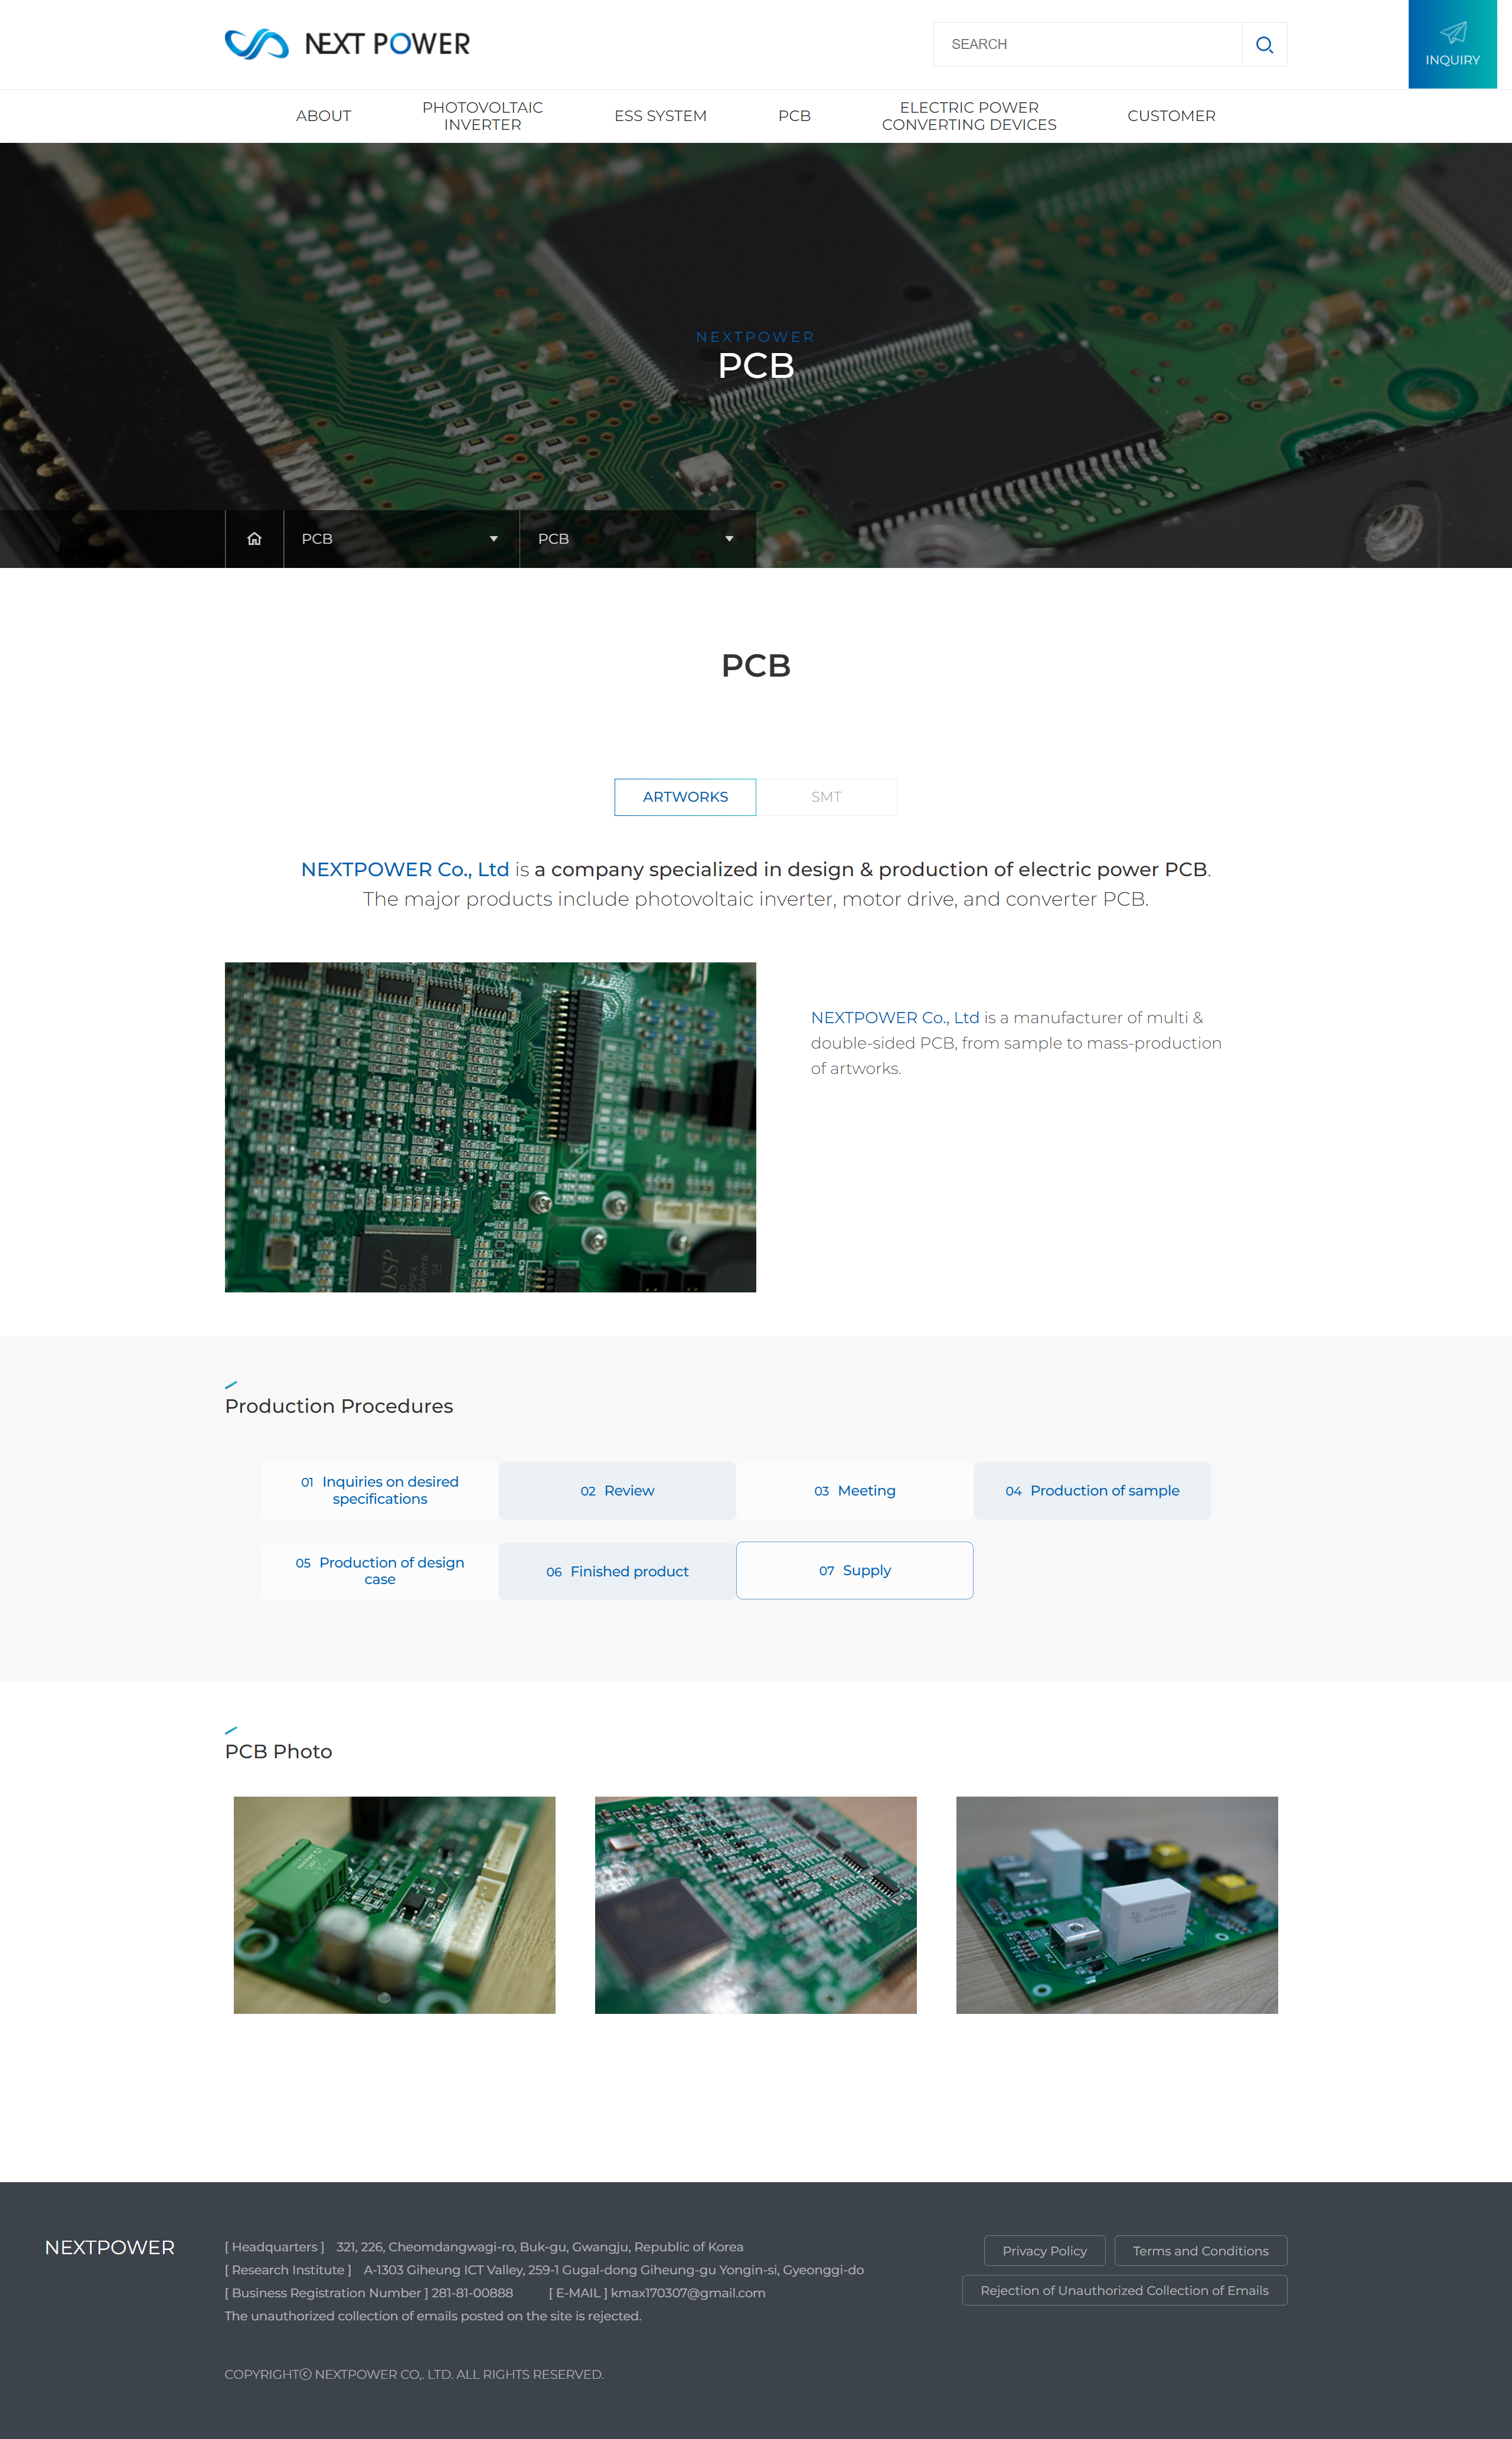 NEXT POWER
SEARCH
INQUIRY
ABOUT
PHOTOVOLTAIC
INVERTER
ESS SYSTEM
PCB
ELECTRIC POWER
CONVERTING DEVICES
CUSTOMER
NEXTPOWER
PCB
PCB
PCB
PCB
ARTWORKS
SMT
NEXTPOWER Co., Ltd is a company specialized in design & production of electric power PCB.
The major products include photovoltaic inverter, motor drive, and converter PCB.
DSP
CN3
NEXTPOWER Co., Ltd is a manufacturer of multi &
double-sided PCB, from sample to mass-production
of artworks.
Production Procedures
01 Inquiries on desired
specifications
02 Review
03 Meeting
04 Production of sample
05 Production of design
case
06 Finished product
07 Supply
PCB Photo
NEXTPOWER
[ Headquarters ] 321, 226, Cheomdangwagi-ro, Buk-gu, Gwangju, Republic of Korea
[ Research Institute ] A-1303 Giheung ICT Valley, 259-1 Gugal-dong Giheung-gu Yongin-si, Gyeonggi-do
[ Business Registration Number ] 281-81-00888 [ E-MAIL ] kmax170307@gmail.com
The unauthorized collection of emails posted on the site is rejected.
COPYRIGHTⓒ NEXTPOWER CO,. LTD. ALL RIGHTS RESERVED.
Privacy Policy
Terms and Conditions
Rejection of Unauthorized Collection of Emails